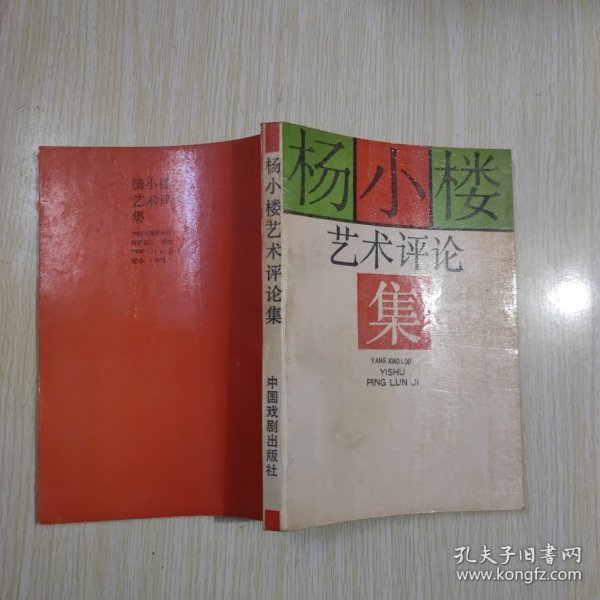 杨小楼
艺术评论
集
YANG XIAO LOU
YISHU
PING LUN JI
杨小楼艺术评论集
中国戏剧出版社
杨小楼
艺术评
集
孔夫子旧书网
www.kongfz.com